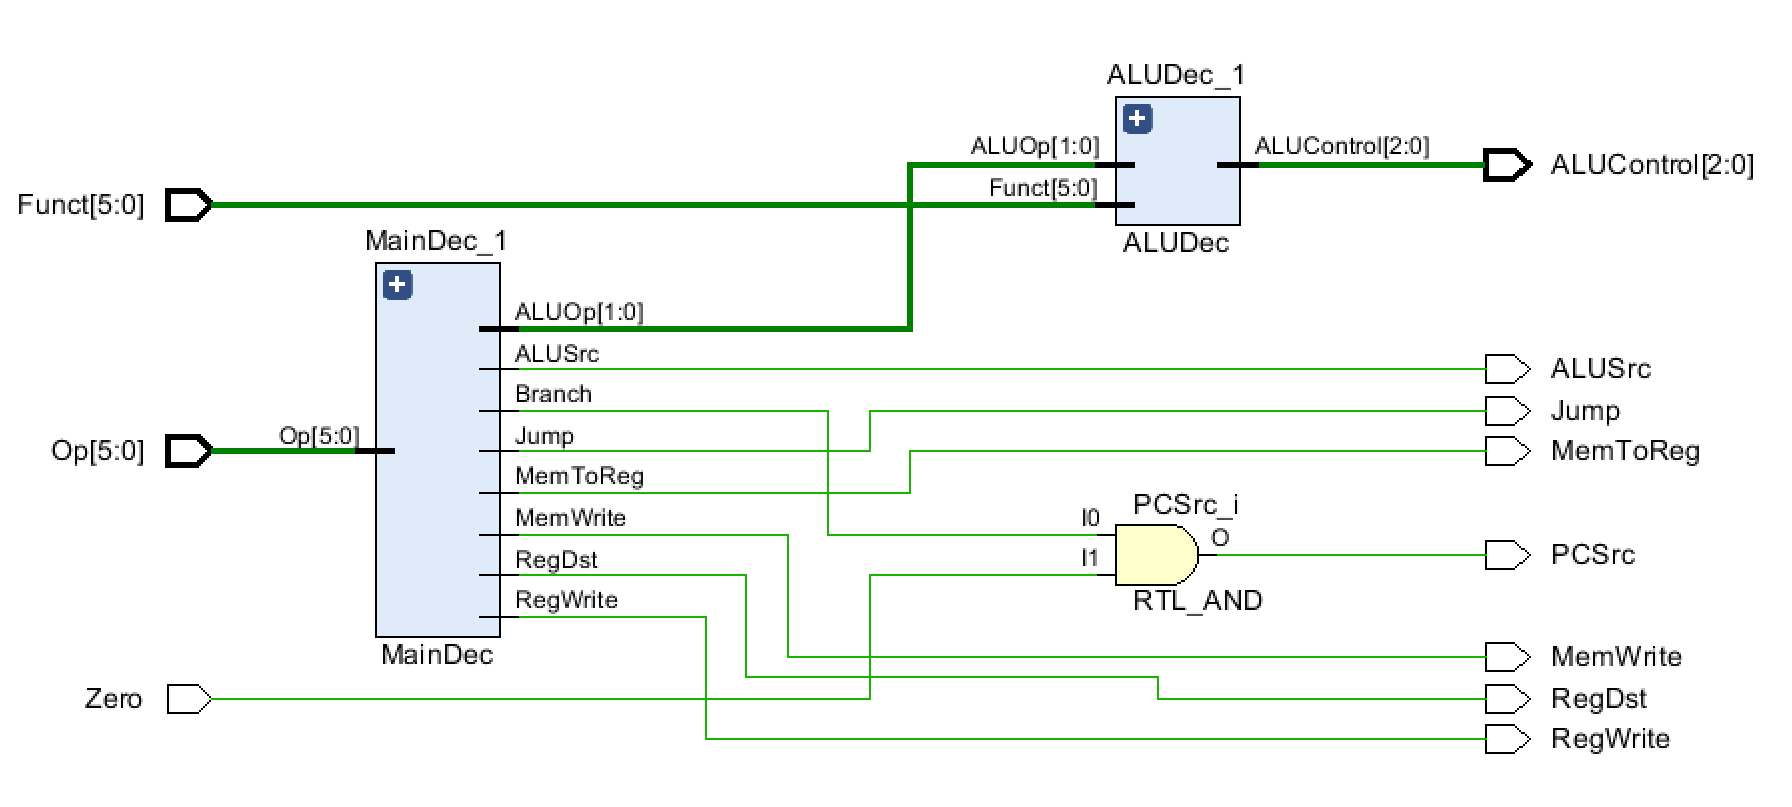 ALUDec_1
ALUOp[1:0]
ALUControl[2:0]
ALUControl[2:0]
Funct[5:0]
Funct[5:0]
ALUDec
MainDec_1
ALUOp[1:0]
ALUSrc
ALUSrc
Branch
Jump
Op[5:0]
Op[5:0]
Jump
MemToReg
MemToReg
PCSrc_i
I0
MemWrite
O
I1
PCSrc
RegDst
RegWrite
RTL_AND
MainDec
MemWrite
Zero
RegDst
RegWrite